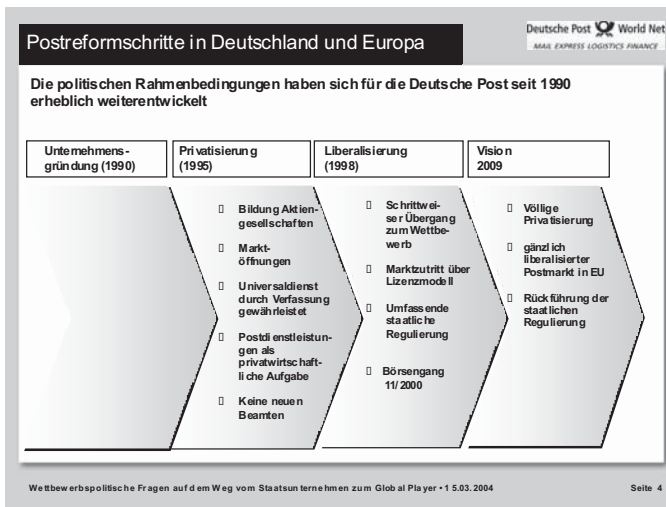 Postreformschritte in Deutschland und Europa
Deutsche Post World Net
MAIL EXPRESS LOGISTICS FINANCE
Die politischen Rahmenbedingungen haben sich für die Deutsche Post seit 1990
erheblich weiterentwickelt
Unternehmens-
gründung (1990)
Privatisierung
(1995)
Liberalisierung
(1998)
Vision
2009
Bildung Aktien-
gesellschaften
Markt-
öffnungen
Universaldienst
durch Verfassung
gewährleistet
Postdienstleistun-
gen als
privatwirtschaft-
liche Aufgabe
Keine neuen
Beamten
Schrittwei-
ser Übergang
zum Wettbe-
werb
Marktzutritt über
Lizenzmodell
Umfassende
staatliche
Regulierung
Börsengang
11/2000
Völlige
Privatisierung
gänzlich
liberalisierter
Postmarkt in EU
Rückführung der
staatlichen
Regulierung
Wettbewerbspolitische Fragen auf dem Weg vom Staatsunternehmen zum Global Player • 15.03.2004
Seite 4